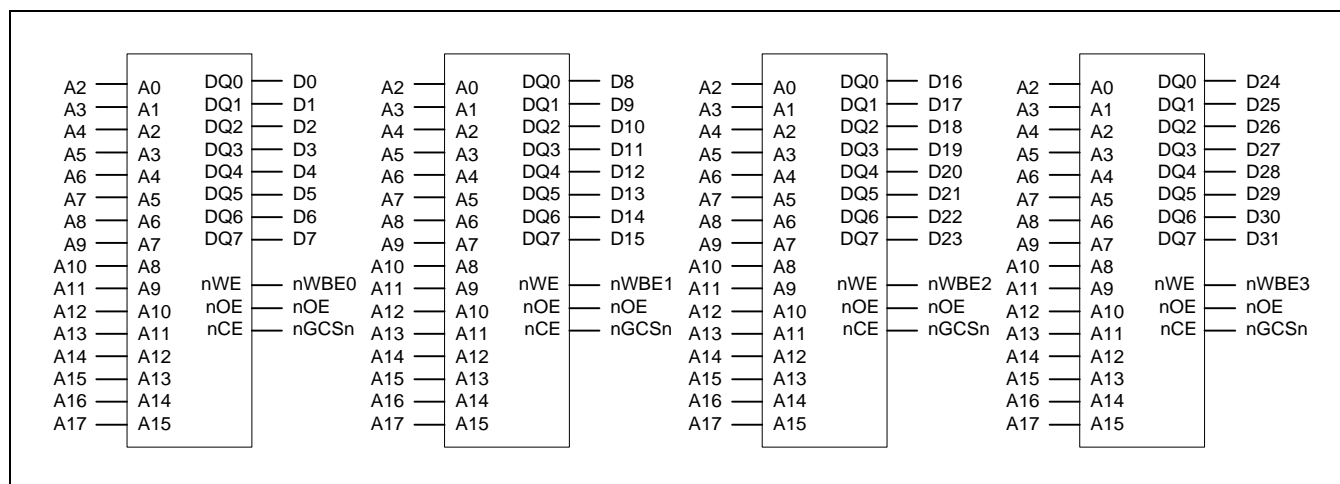 A2 A0 DQ0 D0 A2 A0 DQ0 D8 A2 A0 DQ0 D16 A2 A0 DQ0 D24
A3 A1 DQ1 D1 A3 A1 DQ1 D9 A3 A1 DQ1 D17 A3 A1 DQ1 D25
A4 A2 DQ2 D2 A4 A2 DQ2 D10 A4 A2 DQ2 D18 A4 A2 DQ2 D26
A5 A3 DQ3 D3 A5 A3 DQ3 D11 A5 A3 DQ3 D19 A5 A3 DQ3 D27
A6 A4 DQ4 D4 A6 A4 DQ4 D12 A6 A4 DQ4 D20 A6 A4 DQ4 D28
A7 A5 DQ5 D5 A7 A5 DQ5 D13 A7 A5 DQ5 D21 A7 A5 DQ5 D29
A8 A6 DQ6 D6 A8 A6 DQ6 D14 A8 A6 DQ6 D22 A8 A6 DQ6 D30
A9 A7 DQ7 D7 A9 A7 DQ7 D15 A9 A7 DQ7 D23 A9 A7 DQ7 D31
A10 A8 A10 A8 A10 A8 A10 A8
A11 A9 nWE nWBE0 A11 A9 nWE nWBE1 A11 A9 nWE nWBE2 A11 A9 nWE nWBE3
A12 A10 nOE nOE A12 A10 nOE nOE A12 A10 nOE nOE A12 A10 nOE nOE
A13 A11 nCE nGCSn A13 A11 nCE nGCSn A13 A11 nCE nGCSn A13 A11 nCE nGCSn
A14 A12 A14 A12 A14 A12 A14 A12
A15 A13 A15 A13 A15 A13 A15 A13
A16 A14 A16 A14 A16 A14 A16 A14
A17 A15 A17 A15 A17 A15 A17 A15